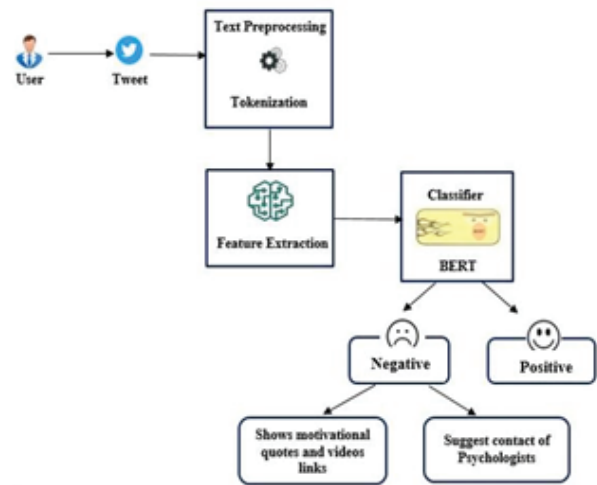 User
Tweet
Text Preprocessing
Tokenization
Feature Extraction
Classifier
BERT
Negative
Positive
Shows motivational
quotes and videos
links
Suggest contact of
Psychologists